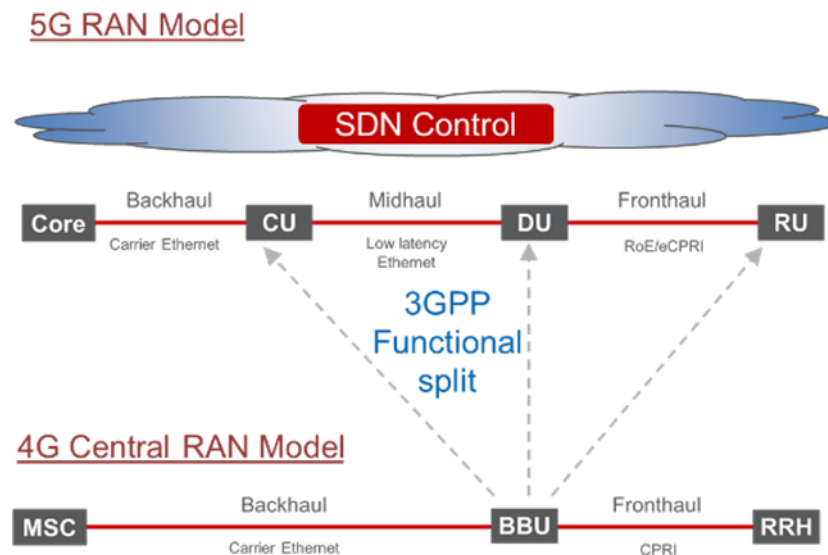 5G RAN Model
SDN Control
Backhaul
Midhaul
Fronthaul
Core
CU
DU
RU
Carrier Ethernet
Low latency
Ethernet
RoE/eCPRI
3GPP
Functional
split
4G Central RAN Model
Backhaul
Fronthaul
MSC
BBU
RRH
Carrier Ethernet
CPRI